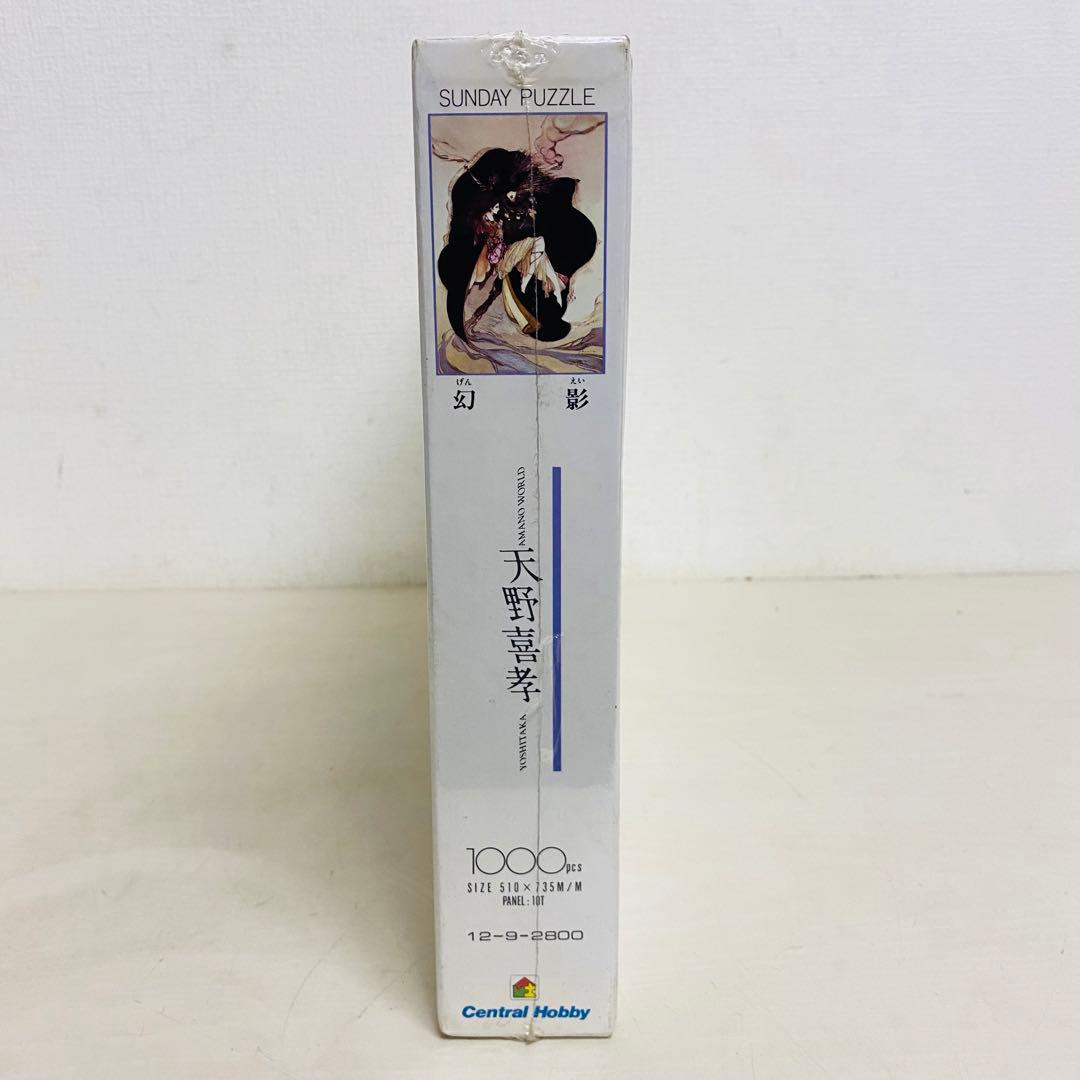 SUNDAY PUZZLE
げん えい
幻 影
YOSHITAKA AMANO WORLD
天野喜孝
1000pcs
SIZE 510×735M/M
PANEL:10T
12-9-2800
Central Hobby